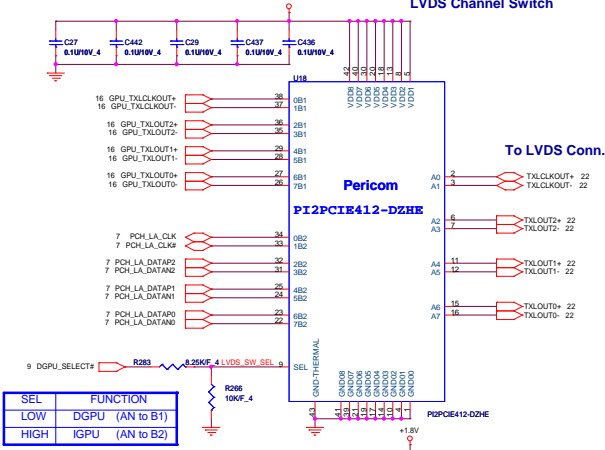 LVDS Channel Switch
C27
0.1U/10V_4
C442
0.1U/10V_4
C29
0.1U/10V_4
C437
0.1U/10V_4
C436
0.1U/10V_4
U18
42 40 30 20 18 13 8 5
VDD8 VDD7 VDD6 VDD5 VDD4 VDD3 VDD2 VDD1
16 GPU_TXLCLKOUT+ 38 0B1
16 GPU_TXLCLKOUT- 37 1B1
16 GPU_TXLOUT2+ 36 2B1
16 GPU_TXLOUT2- 35 3B1
16 GPU_TXLOUT1+ 29 4B1
16 GPU_TXLOUT1- 28 5B1
16 GPU_TXLOUT0+ 27 6B1
16 GPU_TXLOUT0- 26 7B1
7 PCH_LA_CLK 34 0B2
7 PCH_LA_CLK# 33 1B2
7 PCH_LA_DATAP2 32 2B2
7 PCH_LA_DATAN2 31 3B2
7 PCH_LA_DATAP1 25 4B2
7 PCH_LA_DATAN1 24 5B2
7 PCH_LA_DATAP0 23 6B2
7 PCH_LA_DATAN0 22 7B2
Pericom
PI2PCIE412-DZHE
To LVDS Conn.
A0 2 TXLCLKOUT+ 22
A1 3 TXLCLKOUT- 22
A2 6 TXLOUT2+ 22
A3 7 TXLOUT2- 22
A4 11 TXLOUT1+ 22
A5 12 TXLOUT1- 22
A6 15 TXLOUT0+ 22
A7 16 TXLOUT0- 22
9 DGPU_SELECT# R283 8.25K/F_4 LVDS_SW_SEL 9 SEL
R266
10K/F_4
GND-THERMAL GND08 GND07 GND06 GND05 GND04 GND03 GND02 GND01 GND00
43 41 39 21 19 17 14 10 4 1
PI2PCIE412-DZHE
+1.8V
SEL FUNCTION
LOW DGPU (AN to B1)
HIGH IGPU (AN to B2)